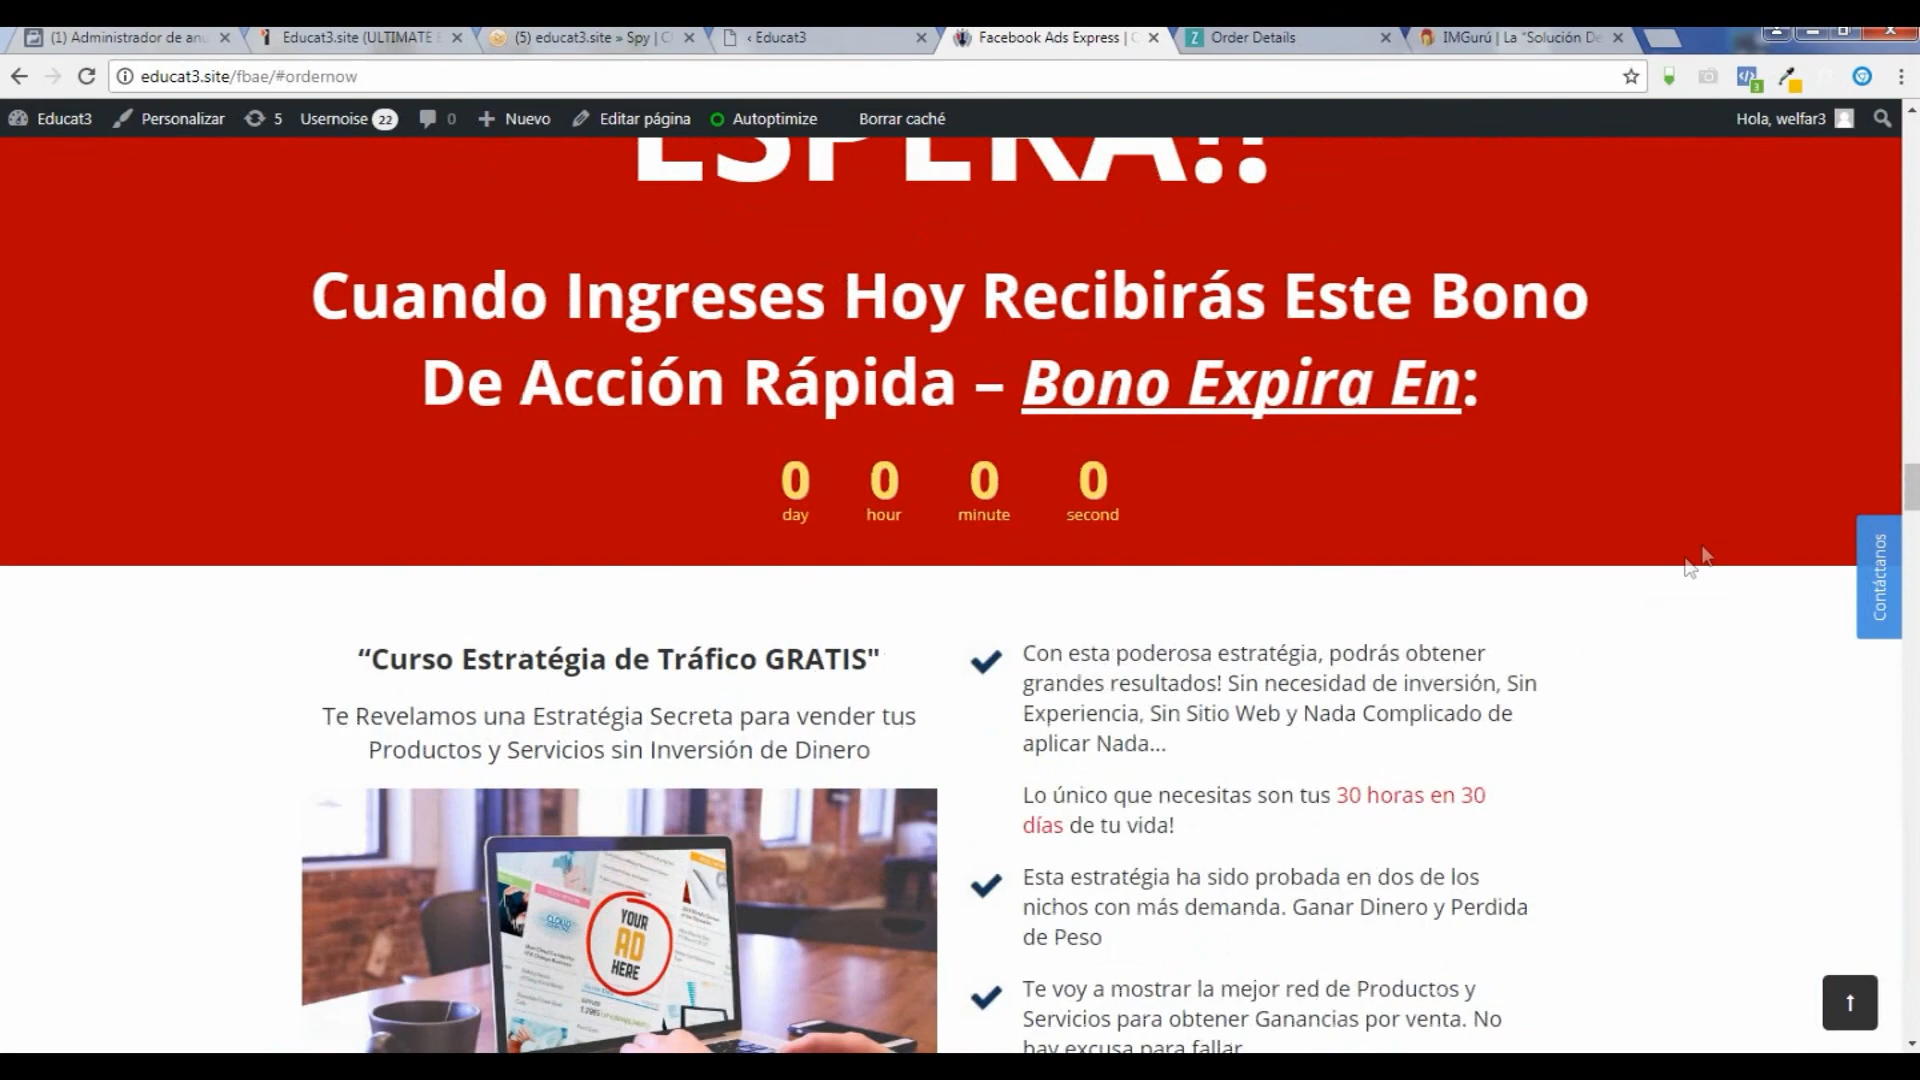 (1) Administrador de anu
Educat3.site (ULTIMATE E
(5) educat3.site » Spy | C
‹ Educat3
Facebook Ads Express |
Order Details
IMGurú | La "Solución De
educat3.site/fbae/#ordernow
Educat3 Personalizar 5 Usernoise 22 0 Nuevo Editar página Autoptimize Borrar caché Hola, welfar3
ESPERA!!
Cuando Ingreses Hoy Recibirás Este Bono
De Acción Rápida – Bono Expira En:
0 0 0 0
day hour minute second
Contáctanos
“Curso Estratégia de Tráfico GRATIS"
Te Revelamos una Estratégia Secreta para vender tus
Productos y Servicios sin Inversión de Dinero
YOUR
AD
HERE
Con esta poderosa estratégia, podrás obtener
grandes resultados! Sin necesidad de inversión, Sin
Experiencia, Sin Sitio Web y Nada Complicado de
aplicar Nada...
Lo único que necesitas son tus 30 horas en 30
días de tu vida!
Esta estratégia ha sido probada en dos de los
nichos con más demanda. Ganar Dinero y Perdida
de Peso
Te voy a mostrar la mejor red de Productos y
Servicios para obtener Ganancias por venta. No
hay excusa para fallar